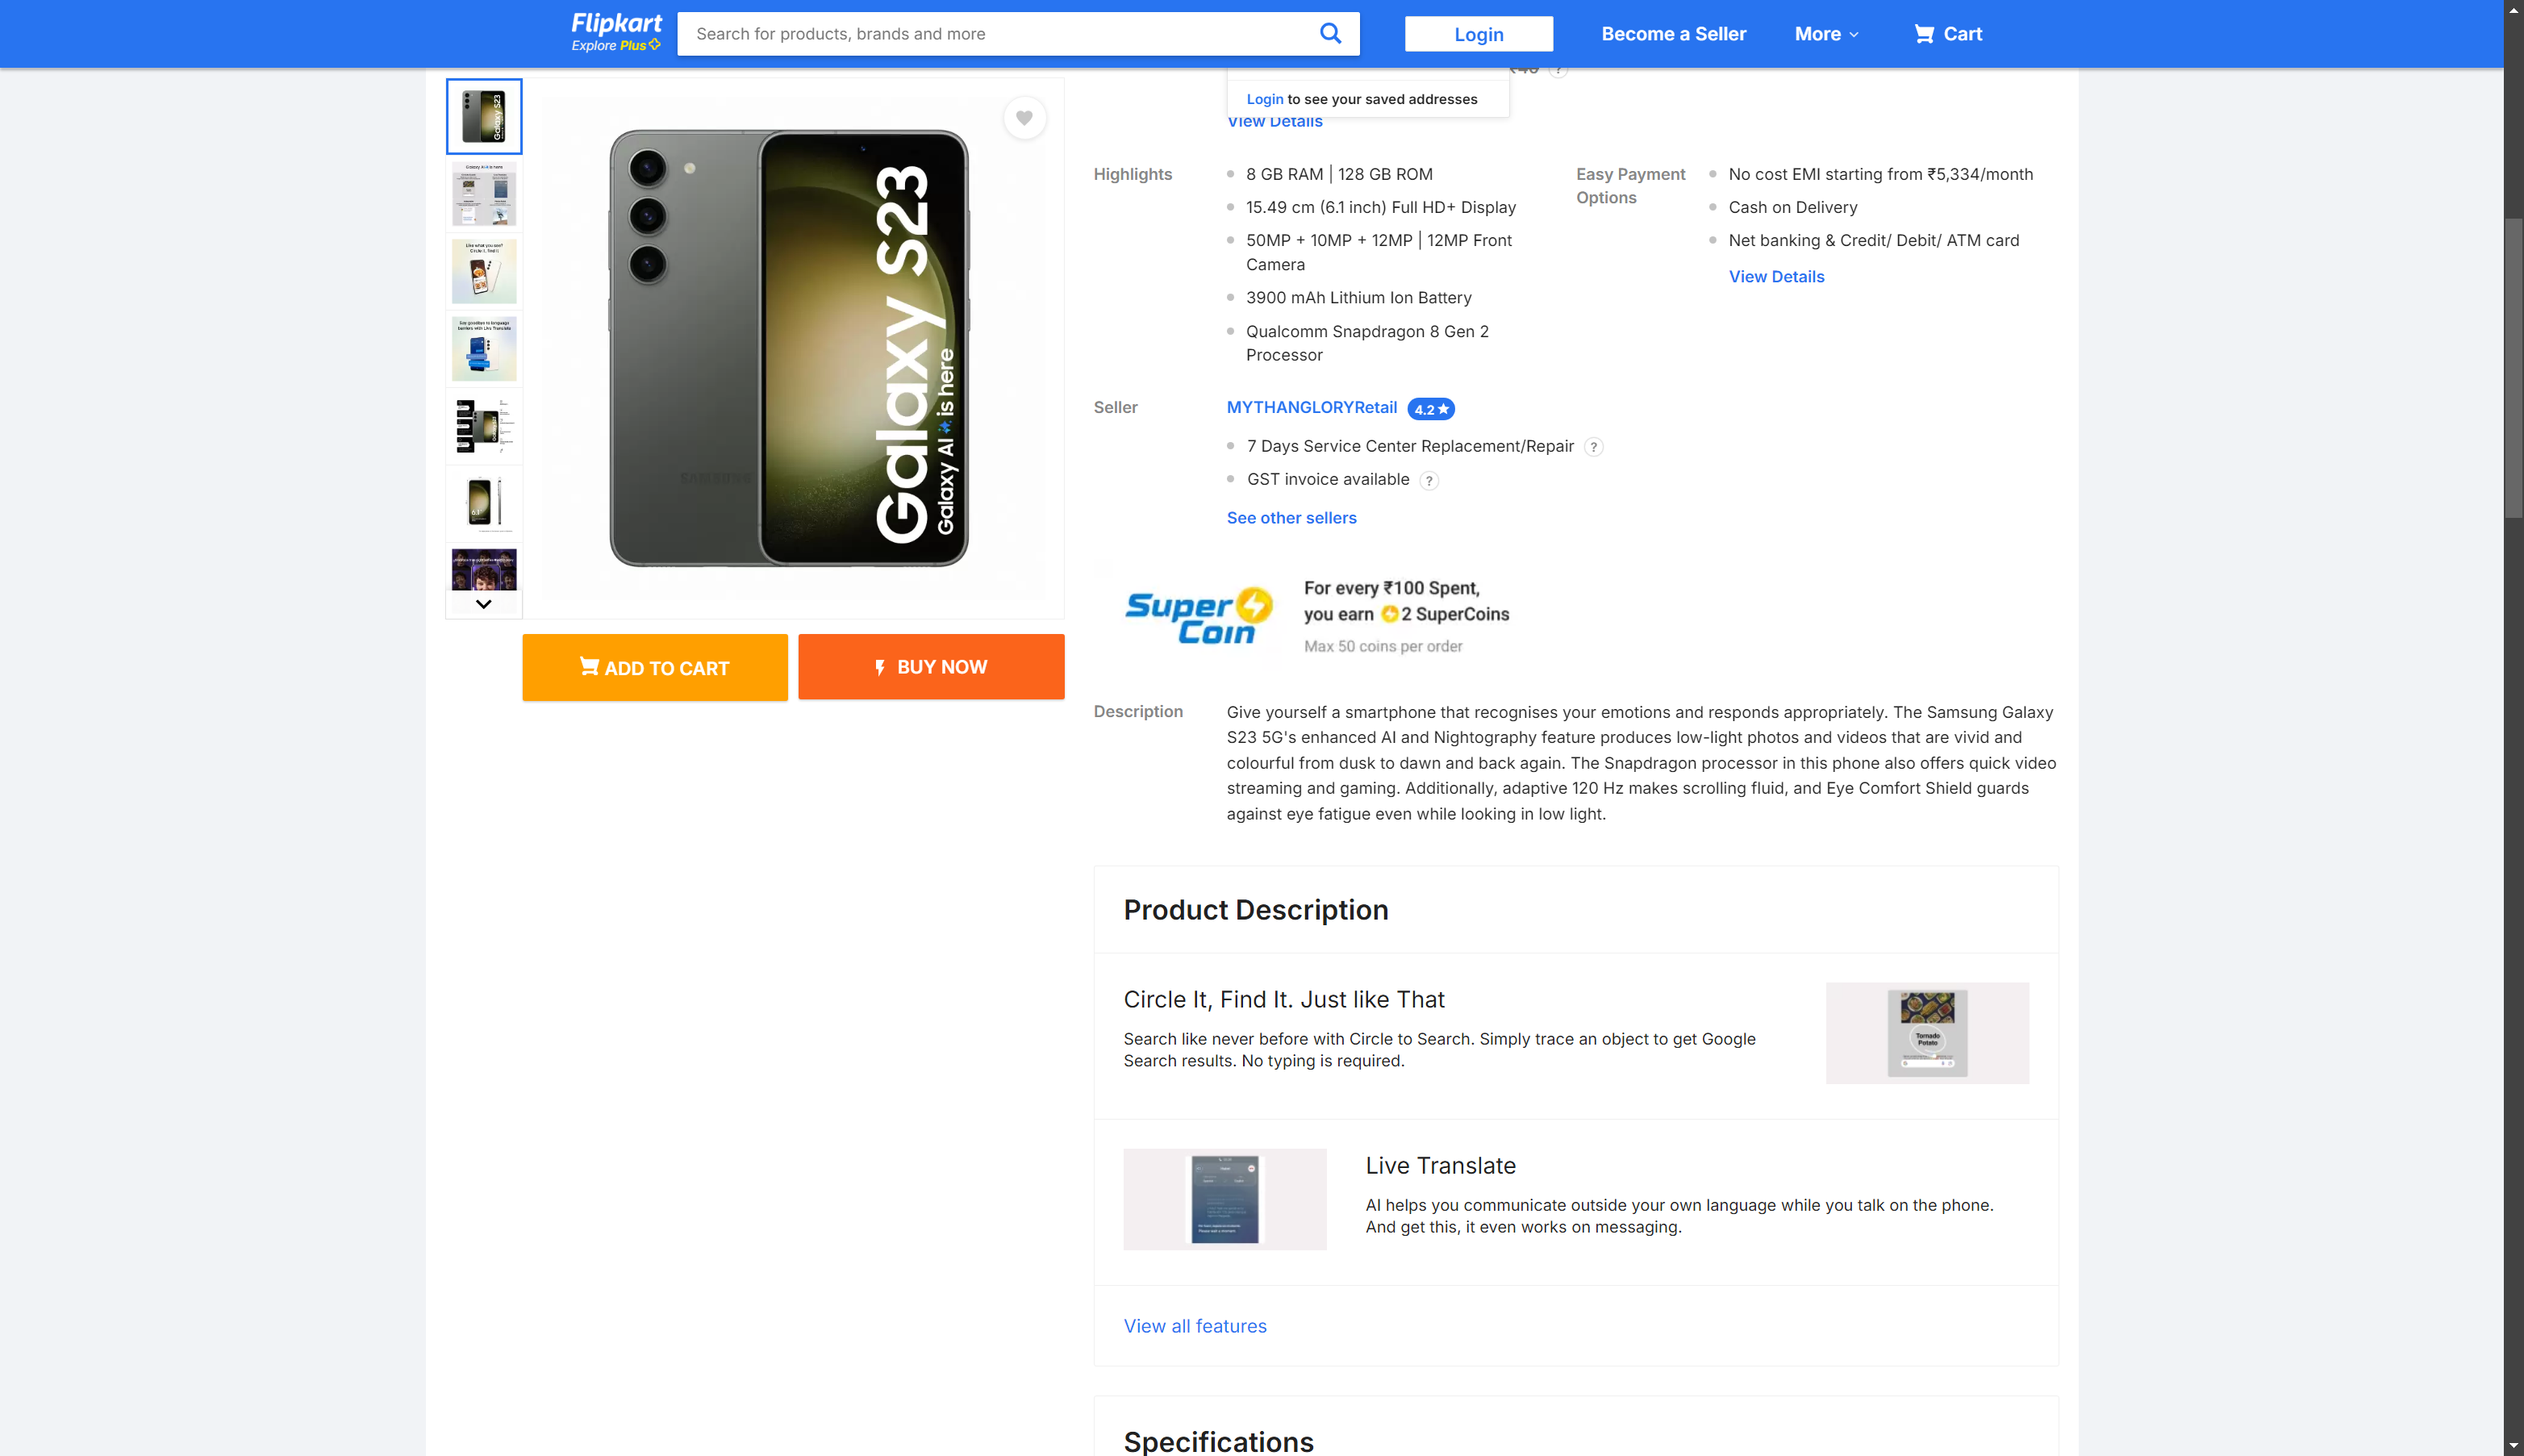 Flipkart
Explore Plus
Search for products, brands and more
Login
Become a Seller
More
Cart
Login to see your saved addresses
View Details
Galaxy S23
Galaxy AI is here
SAMSUNG
ADD TO CART
BUY NOW
Highlights
8 GB RAM | 128 GB ROM
15.49 cm (6.1 inch) Full HD+ Display
50MP + 10MP + 12MP | 12MP Front
Camera
3900 mAh Lithium Ion Battery
Qualcomm Snapdragon 8 Gen 2
Processor
Easy Payment
Options
No cost EMI starting from ₹5,334/month
Cash on Delivery
Net banking & Credit/ Debit/ ATM card
View Details
Seller
MYTHANGLORYRetail 4.2
7 Days Service Center Replacement/Repair ?
GST invoice available ?
See other sellers
Super
Coin
For every ₹100 Spent,
you earn 2 SuperCoins
Max 50 coins per order
Description
Give yourself a smartphone that recognises your emotions and responds appropriately. The Samsung Galaxy
S23 5G's enhanced AI and Nightography feature produces low-light photos and videos that are vivid and
colourful from dusk to dawn and back again. The Snapdragon processor in this phone also offers quick video
streaming and gaming. Additionally, adaptive 120 Hz makes scrolling fluid, and Eye Comfort Shield guards
against eye fatigue even while looking in low light.
Product Description
Circle It, Find It. Just like That
Search like never before with Circle to Search. Simply trace an object to get Google
Search results. No typing is required.
Tornado
Potato
Live Translate
AI helps you communicate outside your own language while you talk on the phone.
And get this, it even works on messaging.
View all features
Specifications